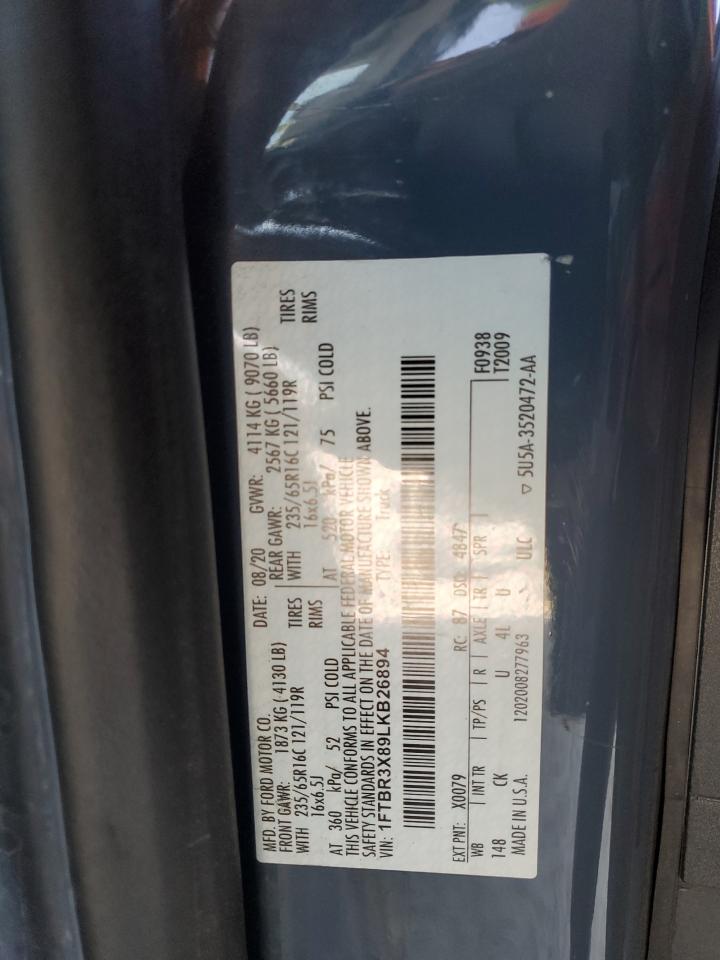 MFD. BY FORD MOTOR CO. DATE: 08/20 GVWR: 4114 KG ( 9070 LB)
FRONT GAWR: 1873 KG ( 4130 LB) REAR GAWR: 2567 KG ( 5660 LB)
WITH 235/65R16C 121/119R TIRES WITH 235/65R16C 121/119R TIRES
16x6.5J RIMS 16x6.5J RIMS
AT 360 kPa/ 52 PSI COLD AT 520 kPa/ 75 PSI COLD
THIS VEHICLE CONFORMS TO ALL APPLICABLE FEDERAL MOTOR VEHICLE
SAFETY STANDARDS IN EFFECT ON THE DATE OF MANUFACTURE SHOWN ABOVE.
VIN: 1FTBR3X89LKB26894 TYPE: Truck
EXT PNT: X0079 RC: 87 DSO: 4847
WB INT TR TP/PS R AXLE TR SPR F0938
148 CK U 4L U T2009
MADE IN U.S.A. 1202008277963 ULC 5U5A-3520472-AA